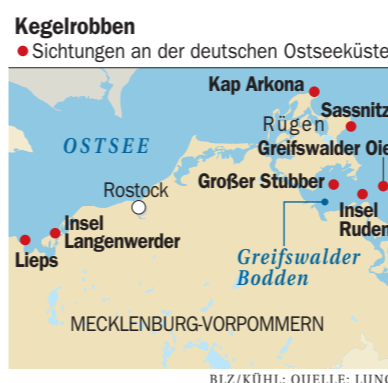 Kegelrobben
Sichtungen an der deutschen Ostseeküste
Kap Arkona
Sassnitz
Rügen
OSTSEE
Greifswalder Oie
Rostock
Großer Stubber
Insel
Langenwerder
Insel
Ruden
Lieps
Greifswalder
Bodden
MECKLENBURG-VORPOMMERN
BLZ/KÜHL; QUELLE: LUNG